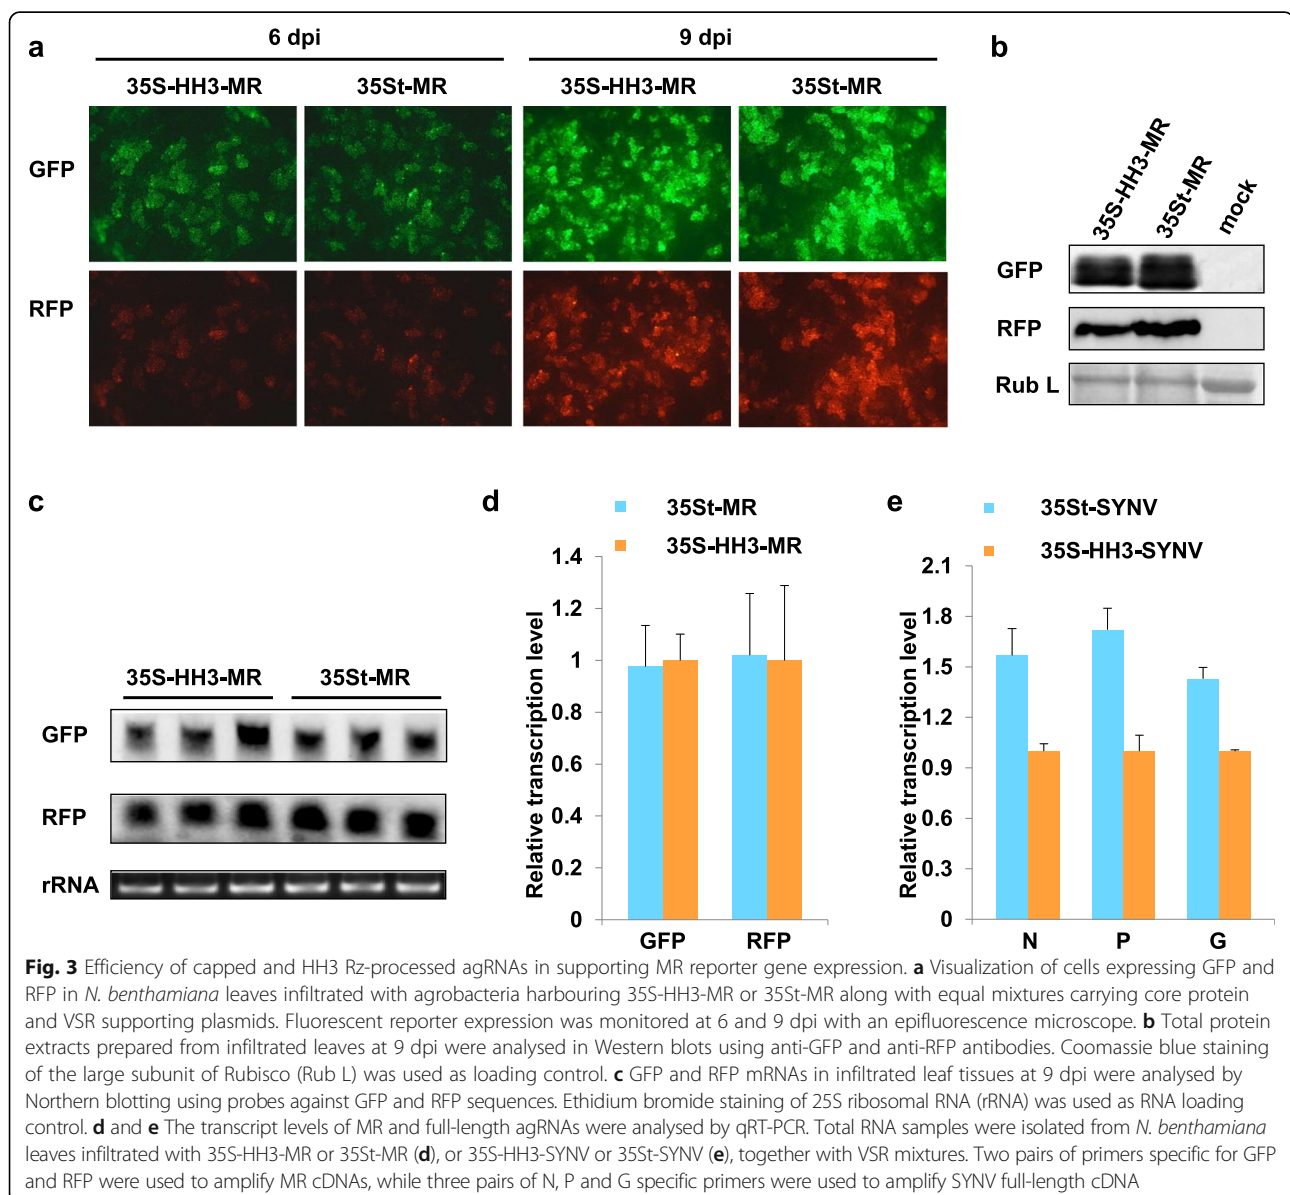 a
6 dpi
9 dpi
35S-HH3-MR
35St-MR
35S-HH3-MR
35St-MR
GFP
RFP
b
35S-HH3-MR
35St-MR
mock
GFP
RFP
Rub L
c
35S-HH3-MR
35St-MR
GFP
RFP
rRNA
d
35St-MR
35S-HH3-MR
Relative transcription level
1.4
1.2
1
0.8
0.6
0.4
0.2
0
GFP
RFP
e
35St-SYNV
35S-HH3-SYNV
Relative transcription level
2.1
1.8
1.5
1.2
0.9
0.6
0.3
0
N
P
G
Fig. 3 Efficiency of capped and HH3 Rz-processed agRNAs in supporting MR reporter gene expression. a Visualization of cells expressing GFP and
RFP in N. benthamiana leaves infiltrated with agrobacteria harbouring 35S-HH3-MR or 35St-MR along with equal mixtures carrying core protein
and VSR supporting plasmids. Fluorescent reporter expression was monitored at 6 and 9 dpi with an epifluorescence microscope. b Total protein
extracts prepared from infiltrated leaves at 9 dpi were analysed in Western blots using anti-GFP and anti-RFP antibodies. Coomassie blue staining
of the large subunit of Rubisco (Rub L) was used as loading control. c GFP and RFP mRNAs in infiltrated leaf tissues at 9 dpi were analysed by
Northern blotting using probes against GFP and RFP sequences. Ethidium bromide staining of 25S ribosomal RNA (rRNA) was used as RNA loading
control. d and e The transcript levels of MR and full-length agRNAs were analysed by qRT-PCR. Total RNA samples were isolated from N. benthamiana
leaves infiltrated with 35S-HH3-MR or 35St-MR (d), or 35S-HH3-SYNV or 35St-SYNV (e), together with VSR mixtures. Two pairs of primers specific for GFP
and RFP were used to amplify MR cDNAs, while three pairs of N, P and G specific primers were used to amplify SYNV full-length cDNA